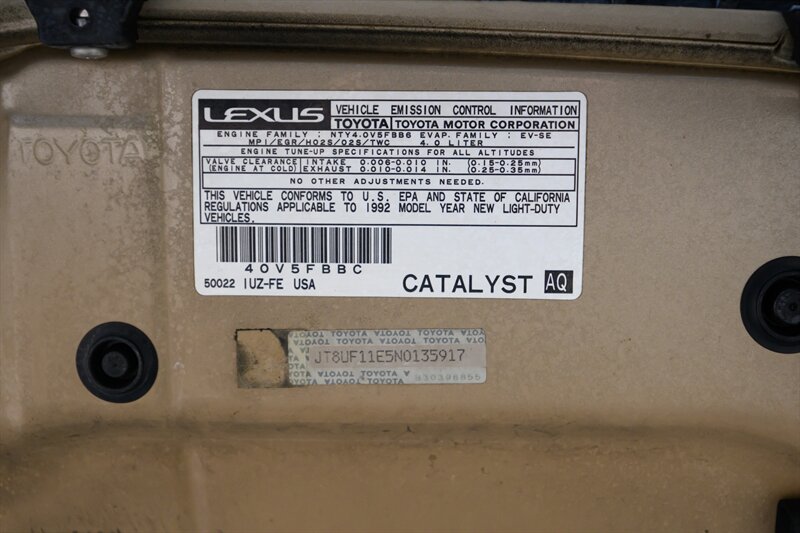 LEXUS VEHICLE EMISSION CONTROL INFORMATION
TOYOTA TOYOTA MOTOR CORPORATION
ENGINE FAMILY : NTY4.0V5FBB6 EVAP. FAMILY : EV-SE
MPI/EGR/HO2S/O2S/TWC 4.0 LITER
ENGINE TUNE-UP SPECIFICATIONS FOR ALL ALTITUDES
VALVE CLEARANCE INTAKE 0.006-0.010 IN. (0.15-0.25mm)
(ENGINE AT COLD) EXHAUST 0.010-0.014 IN. (0.25-0.35mm)
NO OTHER ADJUSTMENTS NEEDED.
THIS VEHICLE CONFORMS TO U.S. EPA AND STATE OF CALIFORNIA
REGULATIONS APPLICABLE TO 1992 MODEL YEAR NEW LIGHT-DUTY
VEHICLES.
40V5FBBC
50022 1UZ-FE USA
CATALYST AQ
TOYOTA
JT8UF11E5N0135917
TOYOTA TOYOTA TOYOTA A
830398855